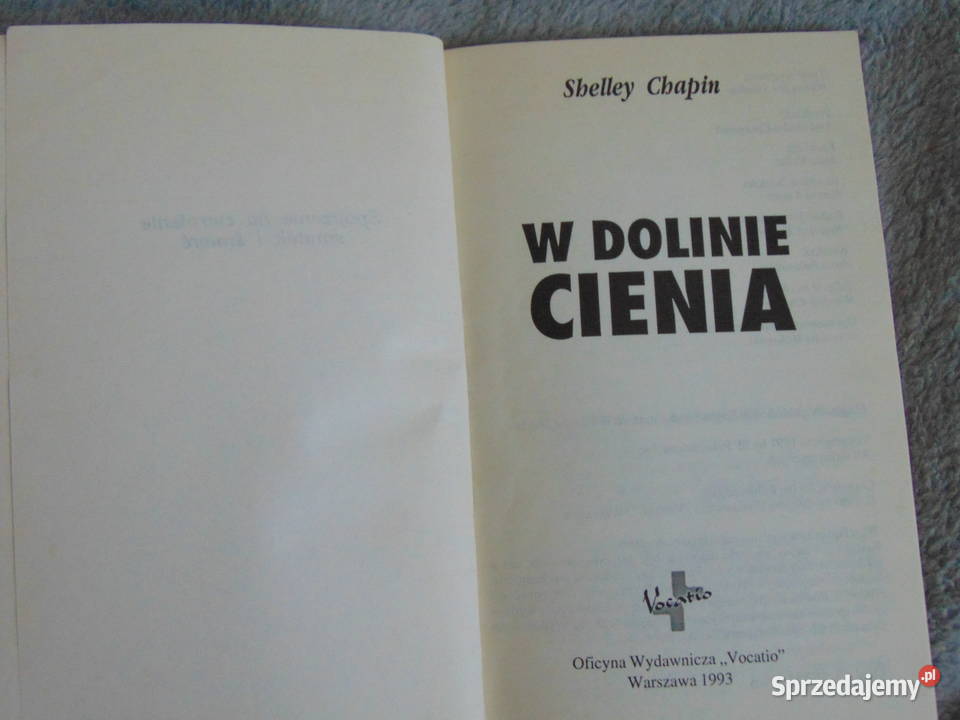 Shelley Chapin
W DOLINIE
CIENIA
Vocatio
Oficyna Wydawnicza „Vocatio”
Warszawa 1993
Sprzedajemy.pl